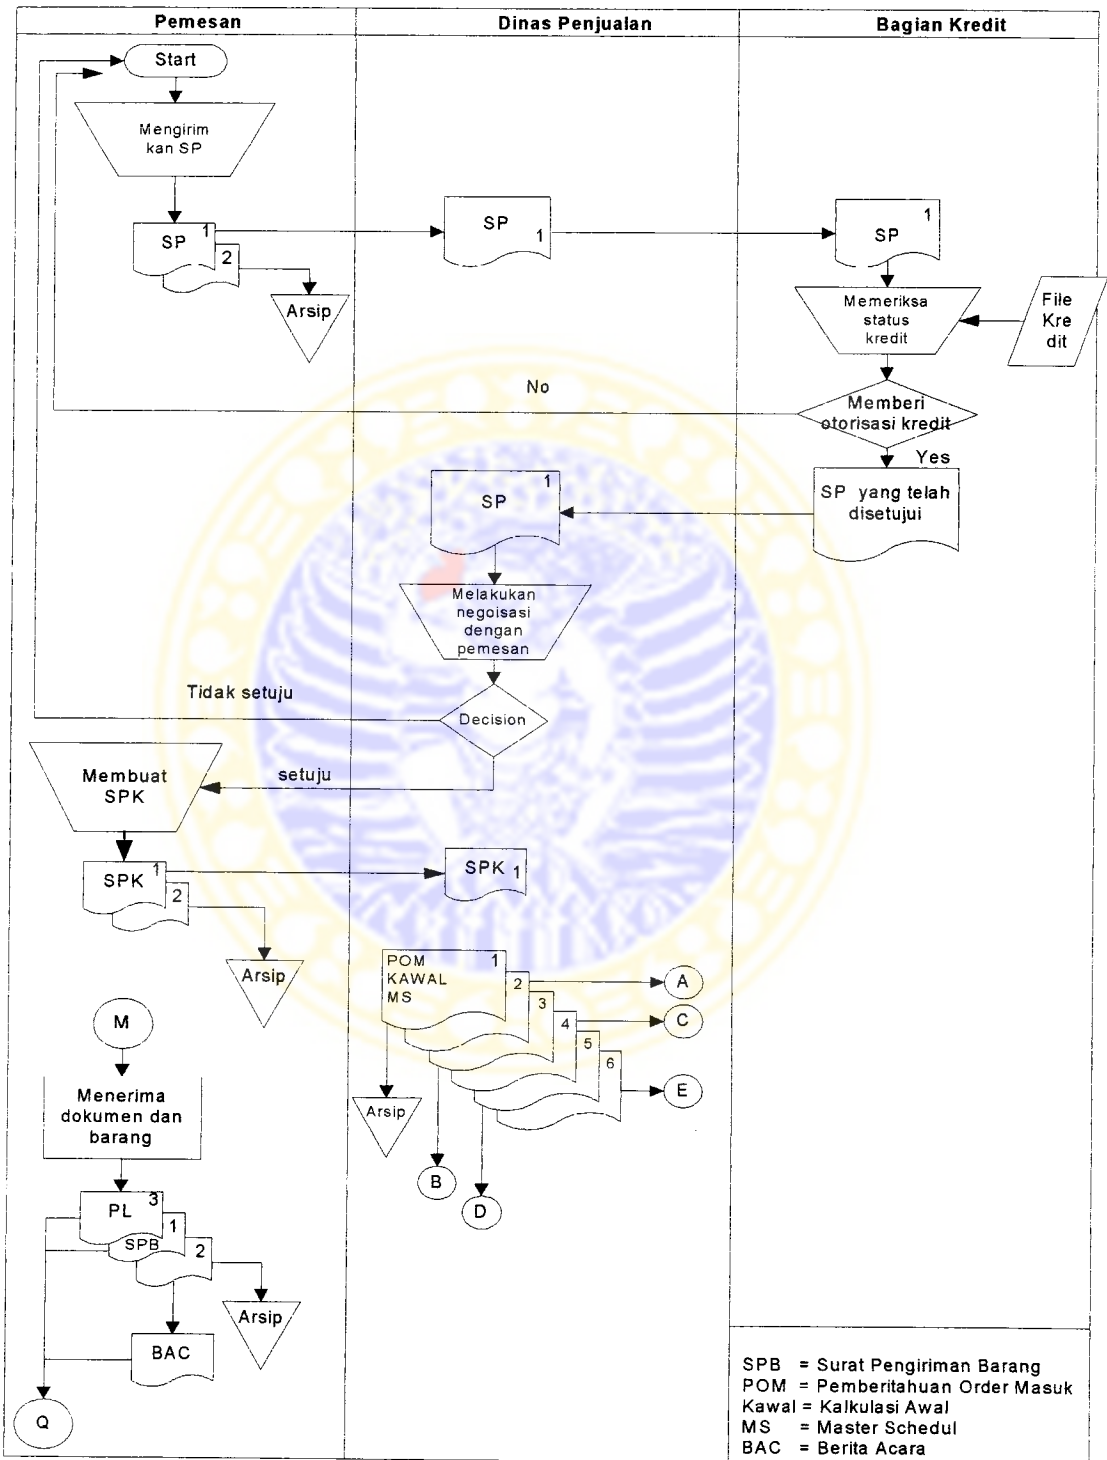 Pemesan
Dinas Penjualan
Bagian Kredit
Start
Mengirim
kan SP
SP
1
2
Arsip
SP
1
1
SP
Memeriksa
status
kredit
File
Kre
dit
No
Memberi
otorisasi kredit
Yes
SP yang telah
disetujui
1
SP
Melakukan
negoisasi
dengan
pemesan
Decision
Tidak setuju
setuju
Membuat
SPK
SPK
1
2
Arsip
SPK 1
POM
KAWAL
MS
1
2
3
4
5
6
A
C
E
Arsip
B
D
M
Menerima
dokumen dan
barang
PL
3
1
SPB
2
Arsip
BAC
Q
SPB = Surat Pengiriman Barang
POM = Pemberitahuan Order Masuk
Kawal = Kalkulasi Awal
MS = Master Schedul
BAC = Berita Acara